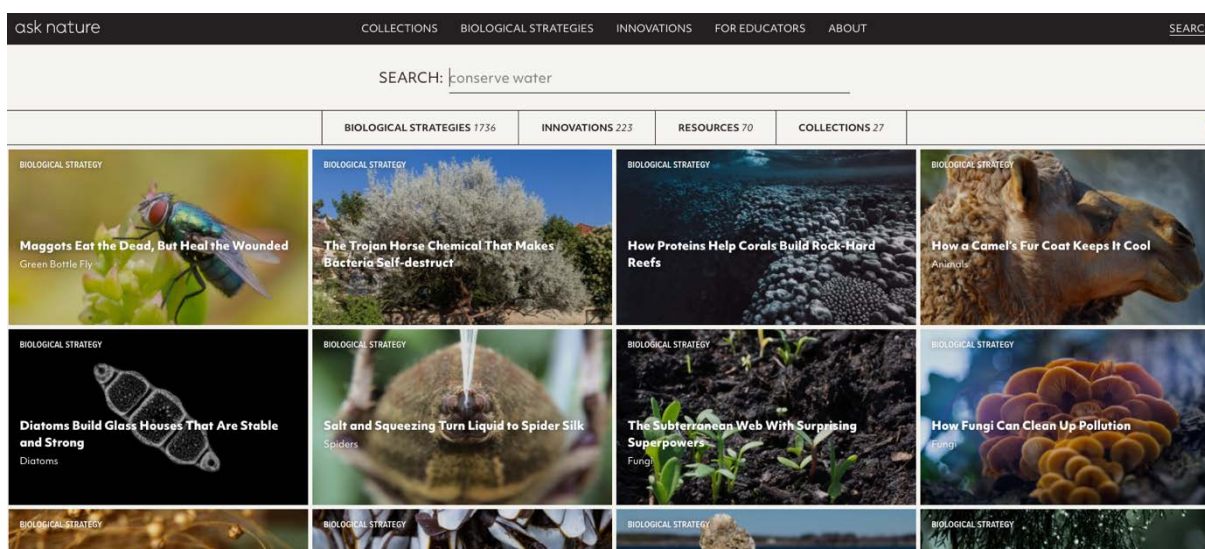 ask nature
COLLECTIONS BIOLOGICAL STRATEGIES INNOVATIONS FOR EDUCATORS ABOUT
SEARC
SEARCH: conserve water
BIOLOGICAL STRATEGIES 1736 INNOVATIONS 223 RESOURCES 70 COLLECTIONS 27
BIOLOGICAL STRATEGY
Maggots Eat the Dead, But Heal the Wounded
Green Bottle Fly
BIOLOGICAL STRATEGY
The Trojan Horse Chemical That Makes
Bacteria Self-destruct
BIOLOGICAL STRATEGY
How Proteins Help Corals Build Rock-Hard
Reefs
BIOLOGICAL STRATEGY
How a Camel's Fur Coat Keeps It Cool
Animals
BIOLOGICAL STRATEGY
Diatoms Build Glass Houses That Are Stable
and Strong
Diatoms
BIOLOGICAL STRATEGY
Salt and Squeezing Turn Liquid to Spider Silk
Spiders
BIOLOGICAL STRATEGY
The Subterranean Web With Surprising
Superpowers
Fungi
BIOLOGICAL STRATEGY
How Fungi Can Clean Up Pollution
Fungi
BIOLOGICAL STRATEGY
BIOLOGICAL STRATEGY
BIOLOGICAL STRATEGY
BIOLOGICAL STRATEGY